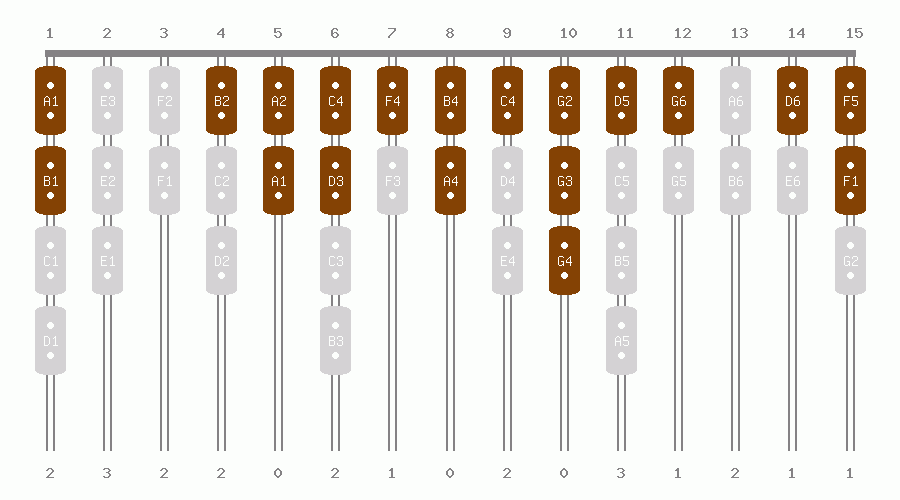 1 2 3 4 5 6 7 8 9 10 11 12 13 14 15
A1 E3 F2 B2 A2 C4 F4 B4 C4 G2 D5 G6 A6 D6 F5
B1 E2 F1 C2 A1 D3 F3 A4 D4 G3 C5 G5 B6 E6 F1
C1 E1 D2 C3 E4 G4 B5 G2
D1 B3 A5
2 3 2 2 0 2 1 0 2 0 3 1 2 1 1